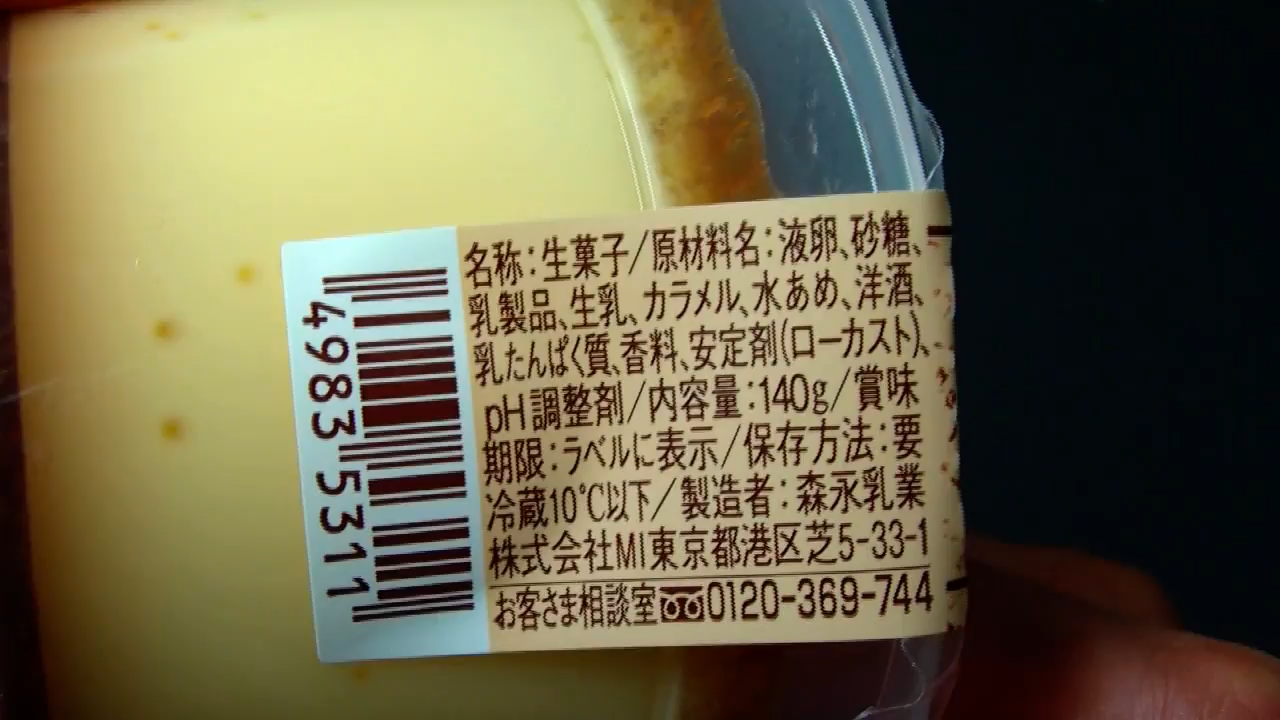 名称:生菓子/原材料名:液卵、砂糖、
乳製品、生乳、カラメル、水あめ、洋酒、
乳たんぱく質、香料、安定剤(ローカスト)、
pH調整剤/内容量:140g/賞味
期限:ラベルに表示/保存方法:要
冷蔵10℃以下/製造者:森永乳業
株式会社MI東京都港区芝5-33-1
お客さま相談室0120-369-744
4983 5311